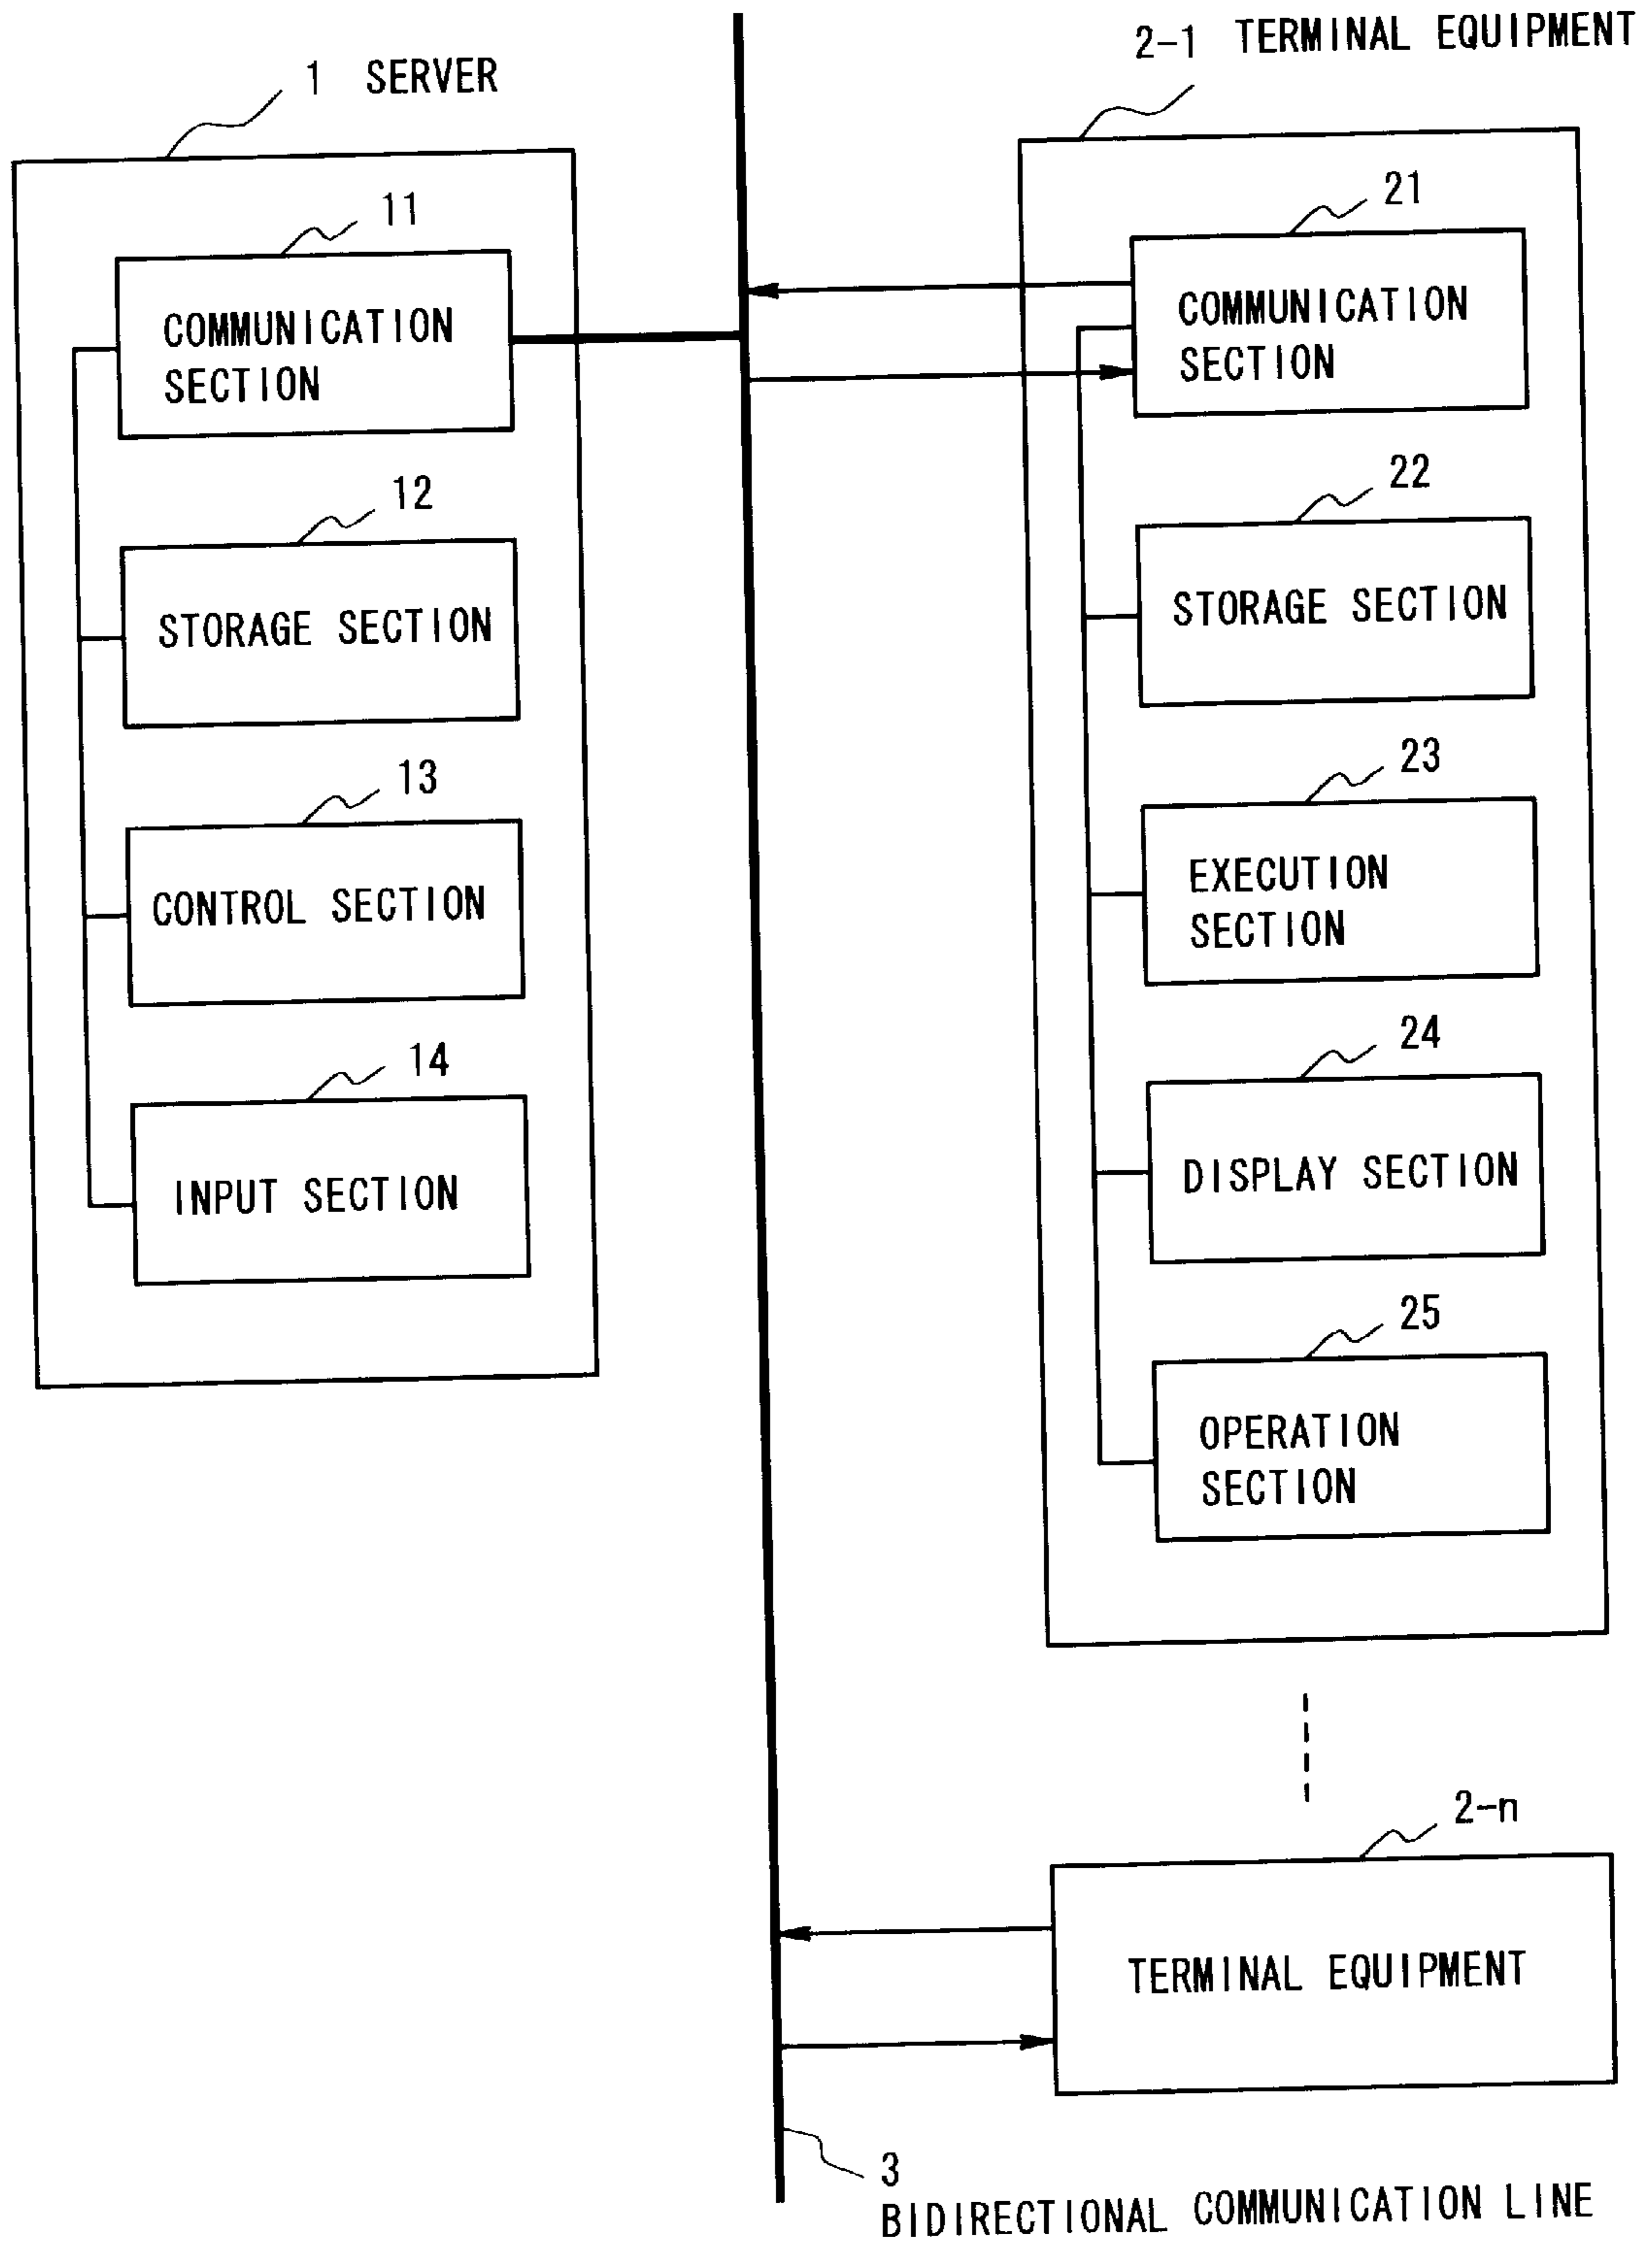 1 SERVER
11
COMMUNICATION
SECTION
12
STORAGE SECTION
13
CONTROL SECTION
14
INPUT SECTION
2-1 TERMINAL EQUIPMENT
21
COMMUNICATION
SECTION
22
STORAGE SECTION
23
EXECUTION
SECTION
24
DISPLAY SECTION
25
OPERATION
SECTION
2-n
TERMINAL EQUIPMENT
3
BIDIRECTIONAL COMMUNICATION LINE